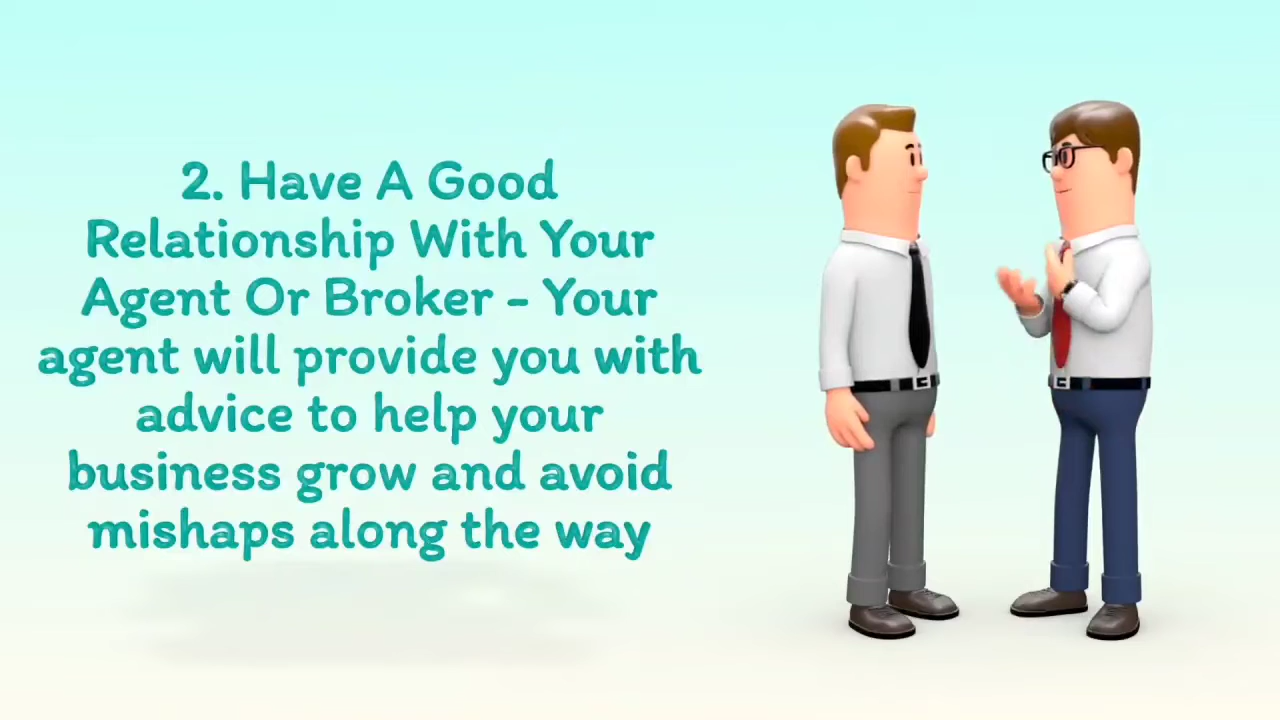 2. Have A Good
Relationship With Your
Agent Or Broker - Your
agent will provide you with
advice to help your
business grow and avoid
mishaps along the way